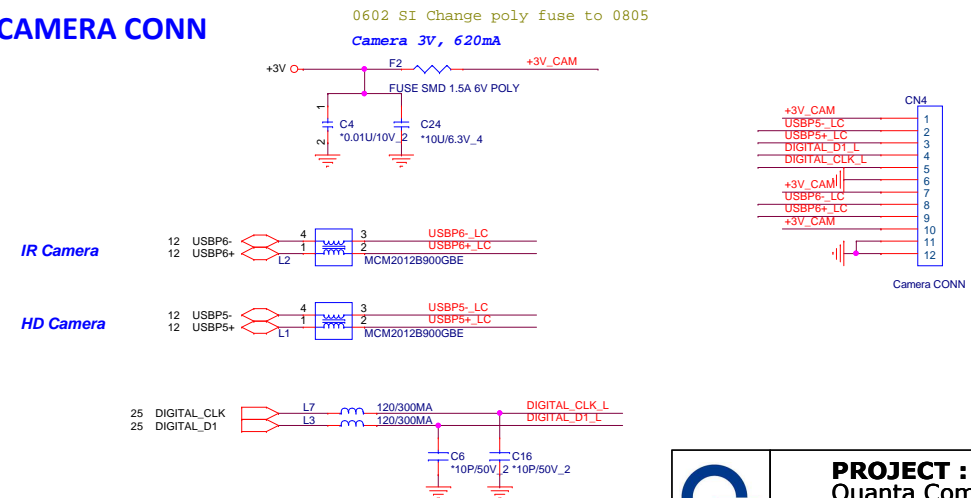 CAMERA CONN
0602 SI Change poly fuse to 0805
Camera 3V, 620mA
+3V
F2
+3V_CAM
FUSE SMD 1.5A 6V POLY
1
2
C4
*0.01U/10V_2
C24
*10U/6.3V_4
CN4
+3V_CAM
1
USBP5-_LC
2
USBP5+_LC
3
DIGITAL_D1_L
4
DIGITAL_CLK_L
5
6
+3V_CAM
7
USBP6-_LC
8
USBP6+_LC
9
+3V_CAM
10
11
12
Camera CONN
IR Camera
12 USBP6-
4
3
USBP6-_LC
12 USBP6+
1
2
USBP6+_LC
L2
MCM2012B900GBE
HD Camera
12 USBP5-
4
3
USBP5-_LC
12 USBP5+
1
2
USBP5+_LC
L1
MCM2012B900GBE
25 DIGITAL_CLK
L7
120/300MA
DIGITAL_CLK_L
25 DIGITAL_D1
L3
120/300MA
DIGITAL_D1_L
C6
*10P/50V_2
C16
*10P/50V_2
PROJECT :
Quanta Com